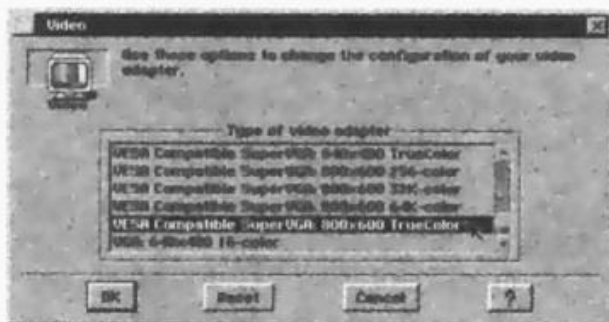 Video
Use these options to change the configuration of your video
adapter.
Video
Type of video adapter
VESA Compatible SuperVGA: 640x480 TrueColor
VESA Compatible SuperVGA: 800x600 256-color
VESA Compatible SuperVGA: 800x600 32K-color
VESA Compatible SuperVGA: 800x600 64K-color
VESA Compatible SuperVGA: 800x600 TrueColor
VGA: 640x480 16-color
OK
Reset
Cancel
?